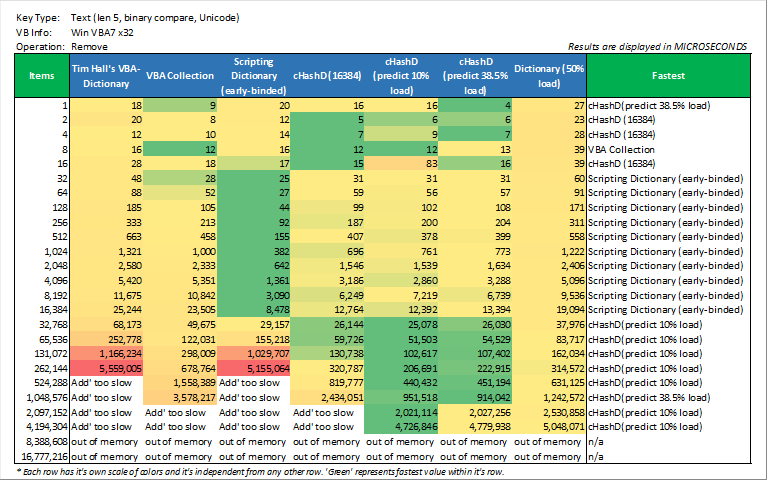 Key Type: Text (len 5, binary compare, Unicode)
VB Info: Win VBA7 x32
Operation: Remove
Results are displayed in MICROSECONDS
Items Tim Hall's VBA-Dictionary VBA Collection Scripting Dictionary (early-binded) cHashD (16384) cHashD (predict 10% load) cHashD (predict 38.5% load) Dictionary (50% load) Fastest
1 18 9 20 16 16 4 27 cHashD(predict 38.5% load)
2 20 8 12 5 6 6 23 cHashD (16384)
4 12 10 14 7 9 7 28 cHashD (16384)
8 16 12 16 12 12 13 39 VBA Collection
16 28 18 17 15 83 16 39 cHashD (16384)
32 48 28 25 31 31 31 60 Scripting Dictionary (early-binded)
64 88 52 27 59 56 57 91 Scripting Dictionary (early-binded)
128 185 105 44 99 102 108 171 Scripting Dictionary (early-binded)
256 333 213 92 187 200 204 311 Scripting Dictionary (early-binded)
512 663 458 155 407 378 399 558 Scripting Dictionary (early-binded)
1,024 1,321 1,000 382 696 761 773 1,222 Scripting Dictionary (early-binded)
2,048 2,580 2,333 642 1,546 1,539 1,634 2,406 Scripting Dictionary (early-binded)
4,096 5,420 5,351 1,361 3,186 2,860 3,288 5,096 Scripting Dictionary (early-binded)
8,192 11,675 10,842 3,090 6,249 7,219 6,739 9,536 Scripting Dictionary (early-binded)
16,384 25,244 23,505 8,478 12,764 12,392 13,394 19,094 Scripting Dictionary (early-binded)
32,768 68,173 49,675 29,157 26,144 25,078 26,030 37,976 cHashD(predict 10% load)
65,536 252,778 122,031 155,218 59,726 51,503 54,529 83,717 cHashD(predict 10% load)
131,072 1,166,234 298,009 1,029,707 130,738 102,617 107,402 162,034 cHashD(predict 10% load)
262,144 5,559,005 678,764 5,155,064 320,787 206,691 222,915 314,572 cHashD(predict 10% load)
524,288 Add' too slow 1,558,389 Add' too slow 819,777 440,432 451,194 631,125 cHashD(predict 10% load)
1,048,576 Add' too slow 3,578,217 Add' too slow 2,434,051 951,518 914,042 1,242,572 cHashD(predict 38.5% load)
2,097,152 Add' too slow Add' too slow Add' too slow Add' too slow 2,021,114 2,027,256 2,530,858 cHashD(predict 10% load)
4,194,304 Add' too slow Add' too slow Add' too slow Add' too slow 4,726,846 4,779,938 5,048,071 cHashD(predict 10% load)
8,388,608 out of memory out of memory out of memory out of memory out of memory out of memory out of memory n/a
16,777,216 out of memory out of memory out of memory out of memory out of memory out of memory out of memory n/a
* Each row has it's own scale of colors and it's independent from any other row. 'Green' represents fastest value within it's row.